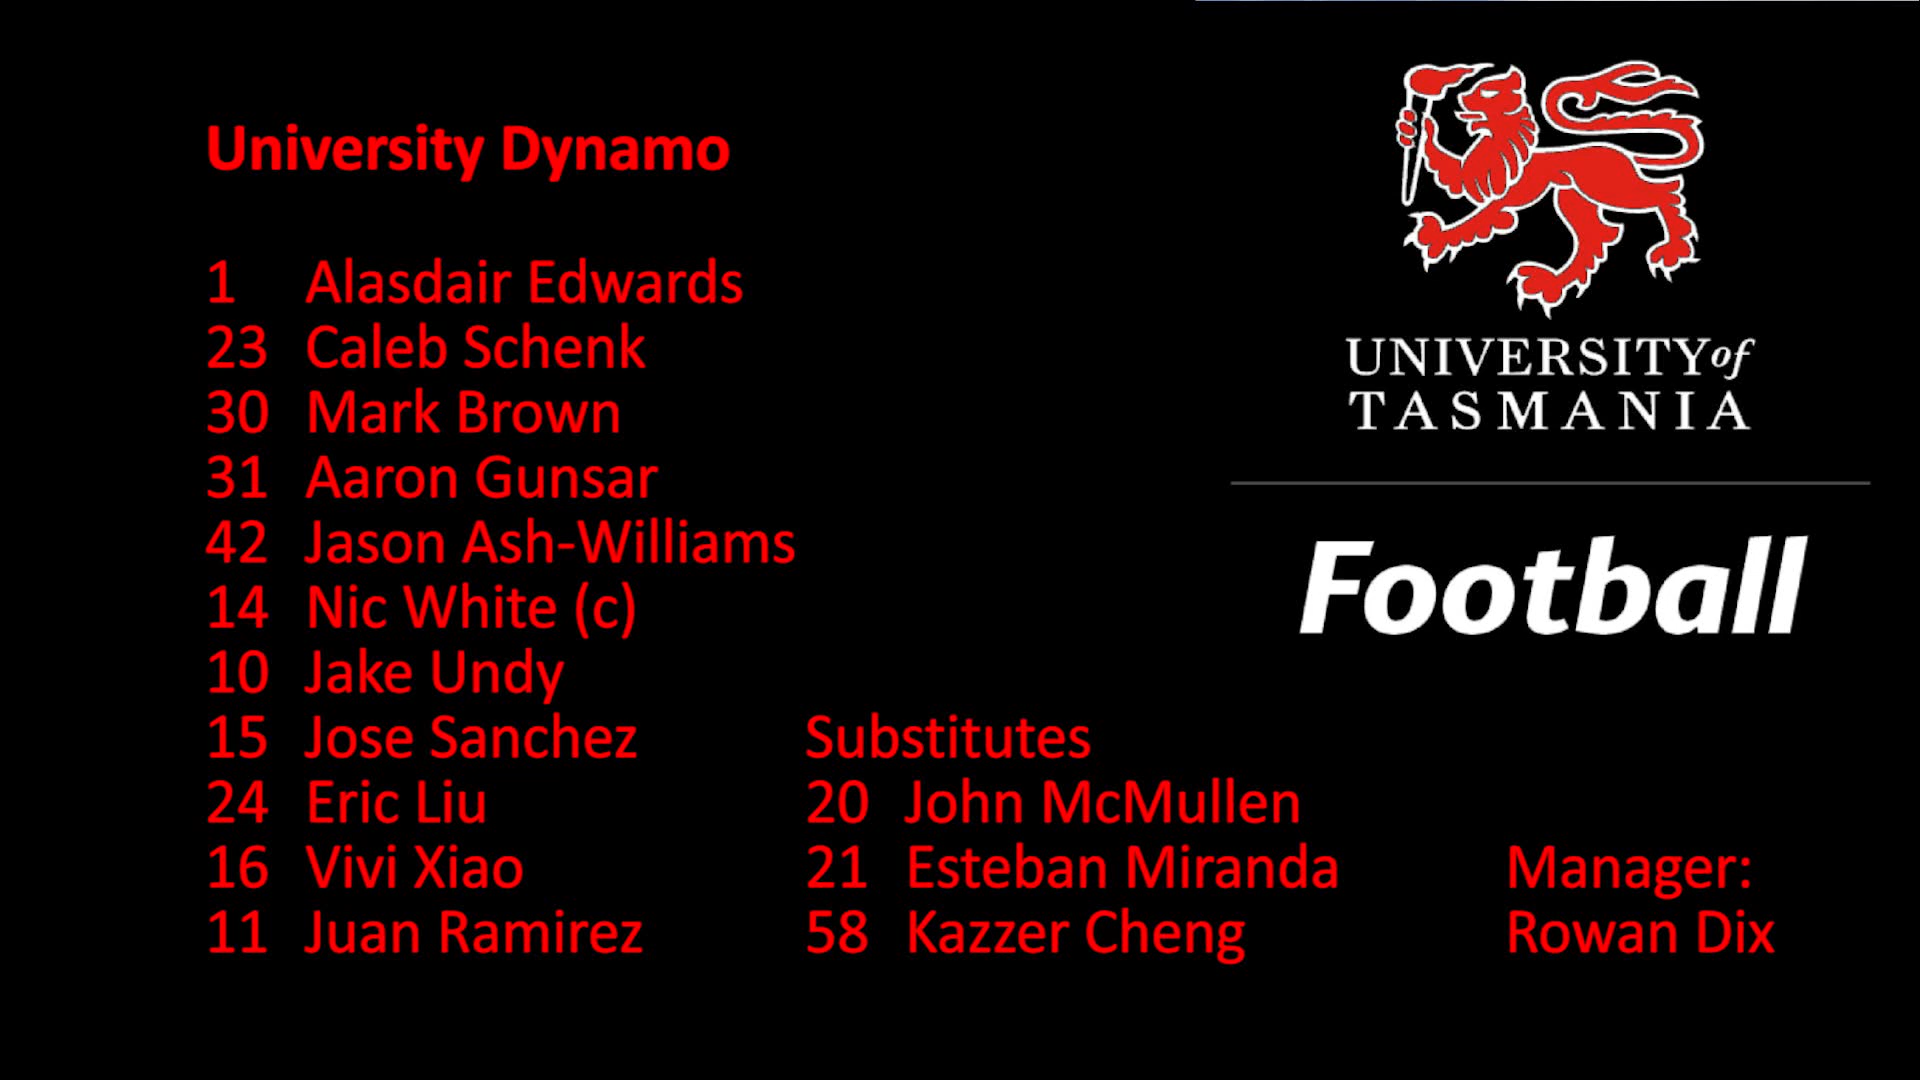 University Dynamo
1 Alasdair Edwards
23 Caleb Schenk
30 Mark Brown
31 Aaron Gunsar
42 Jason Ash-Williams
14 Nic White (c)
10 Jake Undy
15 Jose Sanchez
24 Eric Liu
16 Vivi Xiao
11 Juan Ramirez
Substitutes
20 John McMullen
21 Esteban Miranda
58 Kazzer Cheng
Manager:
Rowan Dix
UNIVERSITY of
TASMANIA
Football